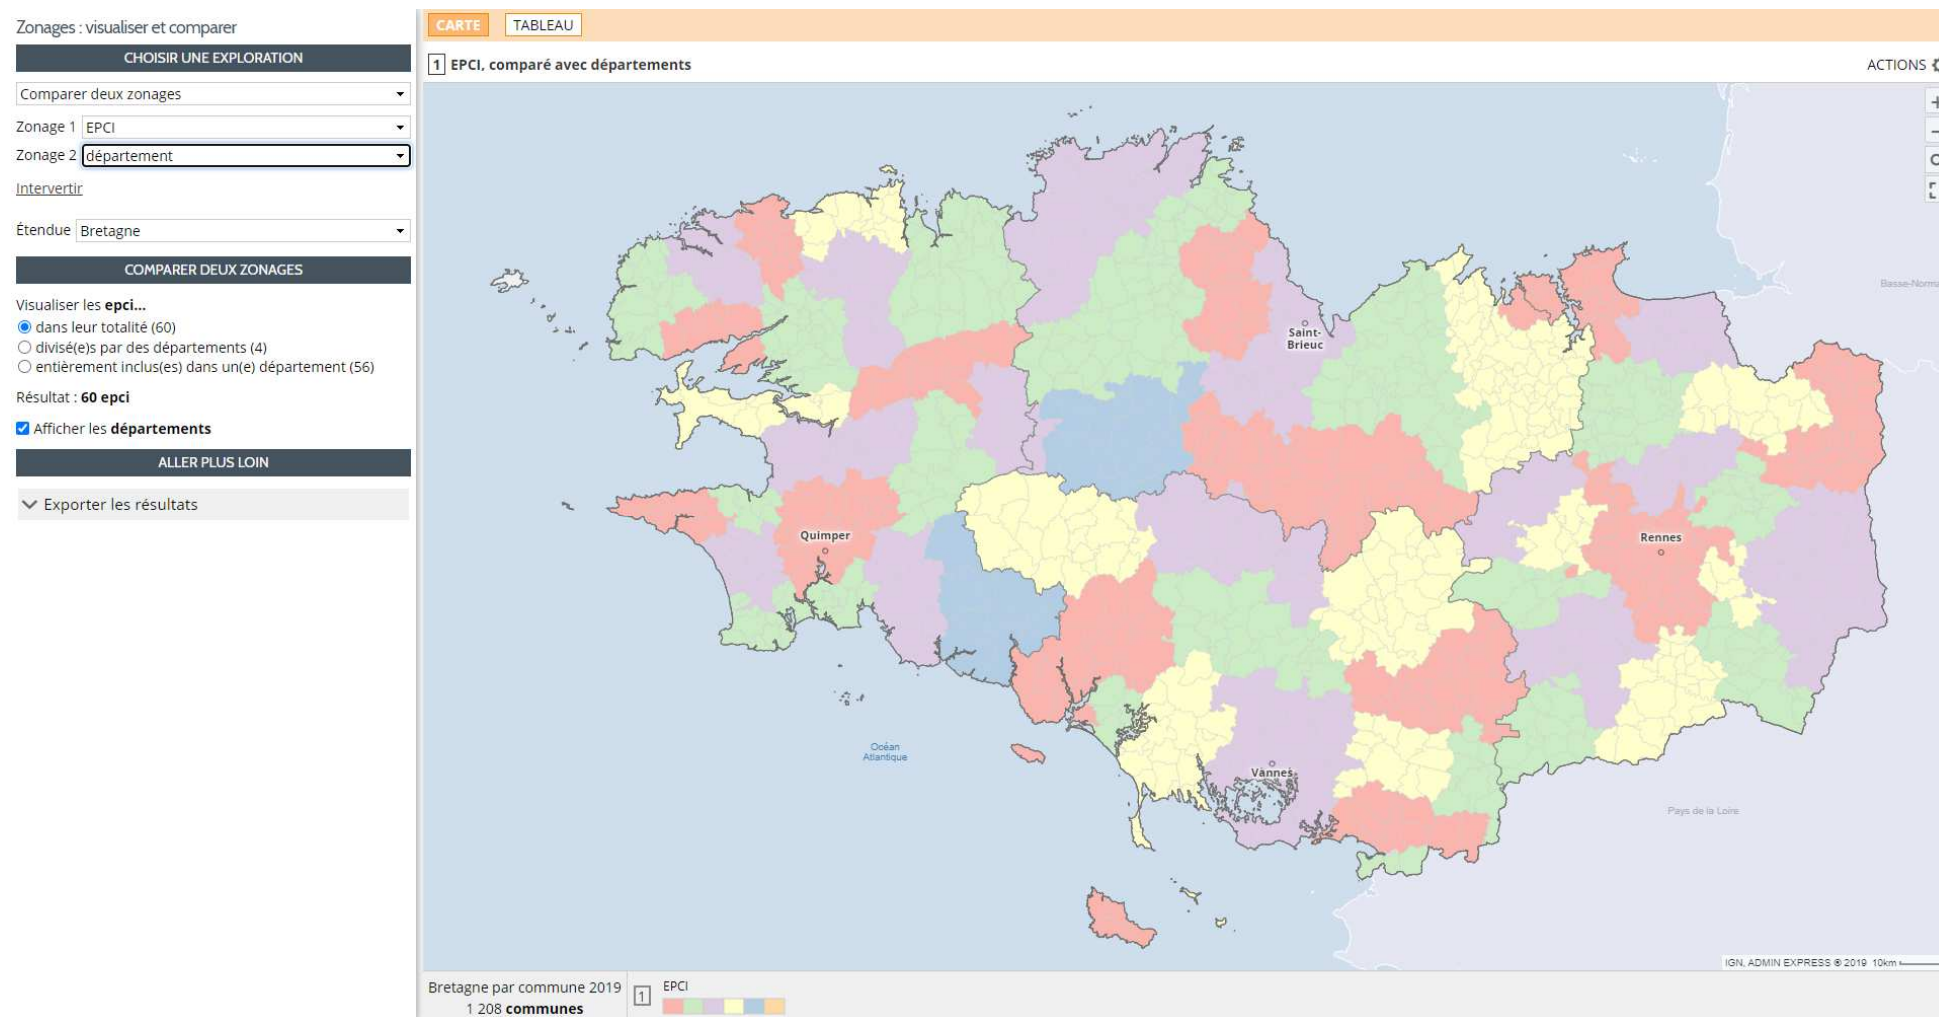 Zonages : visualiser et comparer
CHOISIR UNE EXPLORATION
Comparer deux zonages
Zonage 1 EPCI
Zonage 2 département
Intervertir
Étendue Bretagne
COMPARER DEUX ZONAGES
Visualiser les epci...
dans leur totalité (60)
divisé(e)s par des départements (4)
entièrement inclus(es) dans un(e) département (56)
Résultat : 60 epci
Afficher les départements
ALLER PLUS LOIN
Exporter les résultats
CARTE TABLEAU
1 EPCI, comparé avec départements
ACTIONS
+
−
Saint-
Brieuc
Quimper
Rennes
Vannes
Océan
Atlantique
Pays de la Loire
IGN, ADMIN EXPRESS © 2019 10km
Bretagne par commune 2019
1 208 communes
1
EPCI